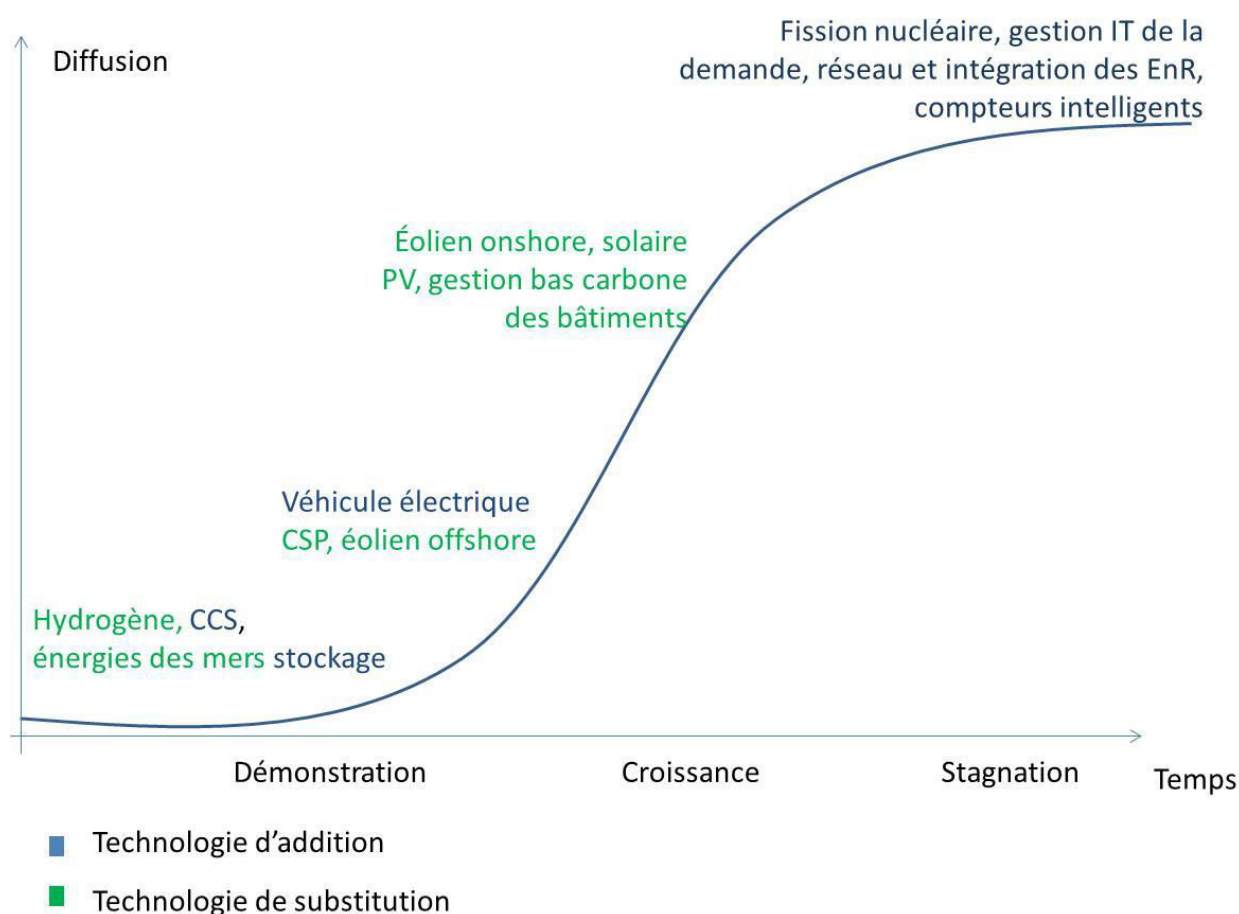 Diffusion
Fission nucléaire, gestion IT de la
demande, réseau et intégration des EnR,
compteurs intelligents
Éolien onshore, solaire
PV, gestion bas carbone
des bâtiments
Véhicule électrique
CSP, éolien offshore
Hydrogène, CCS,
énergies des mers stockage
Démonstration
Croissance
Stagnation
Temps
Technologie d’addition
Technologie de substitution